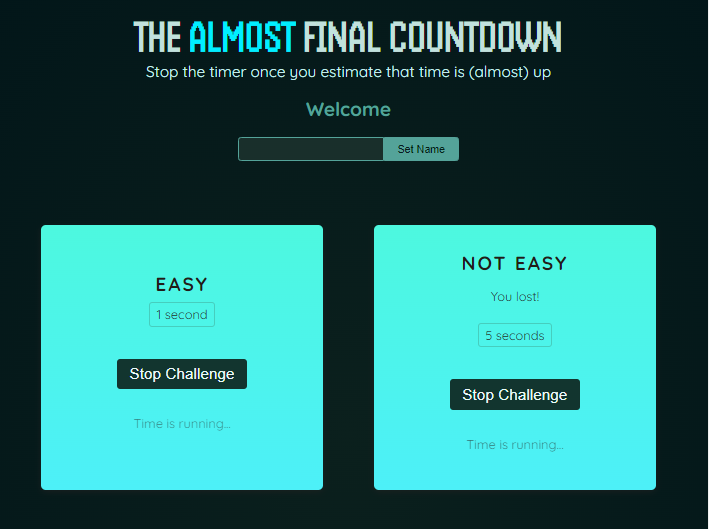 THE ALMOST FINAL COUNTDOWN
Stop the timer once you estimate that time is (almost) up
Welcome
Set Name
EASY
1 second
Stop Challenge
Time is running...
NOT EASY
You lost!
5 seconds
Stop Challenge
Time is running...